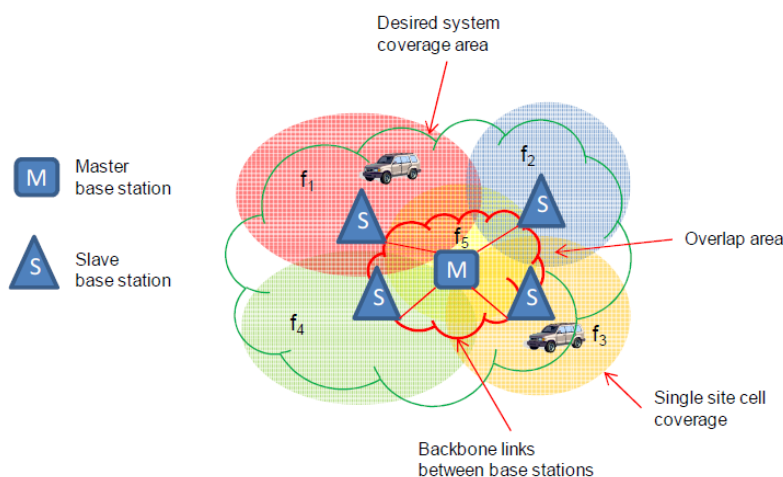 Desired system
coverage area
M
Master
base station
S
Slave
base station
f1
f2
S
S
f5
Overlap area
M
S
S
f4
f3
Single site cell
coverage
Backbone links
between base stations